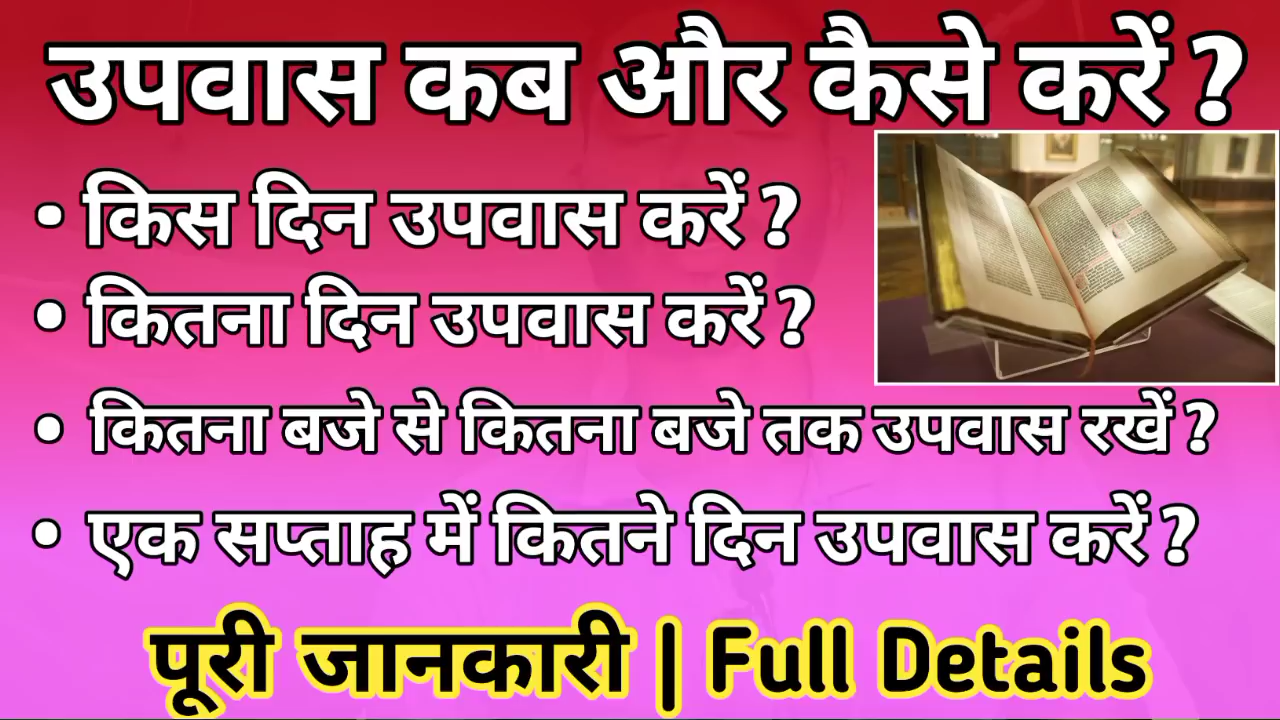 उपवास कब और कैसे करें ?
• किस दिन उपवास करें ?
• कितना दिन उपवास करें ?
• कितना बजे से कितना बजे तक उपवास रखें ?
• एक सप्ताह में कितने दिन उपवास करें ?
पूरी जानकारी | Full Details